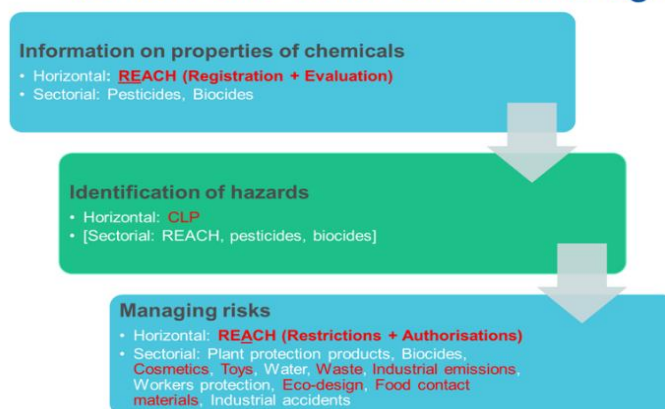 Information on properties of chemicals
• Horizontal: REACH (Registration + Evaluation)
• Sectorial: Pesticides, Biocides
Identification of hazards
• Horizontal: CLP
• [Sectorial: REACH, pesticides, biocides]
Managing risks
• Horizontal: REACH (Restrictions + Authorisations)
• Sectorial: Plant protection products, Biocides,
Cosmetics, Toys, Water, Waste, Industrial emissions,
Workers protection, Eco-design, Food contact
materials, Industrial accidents